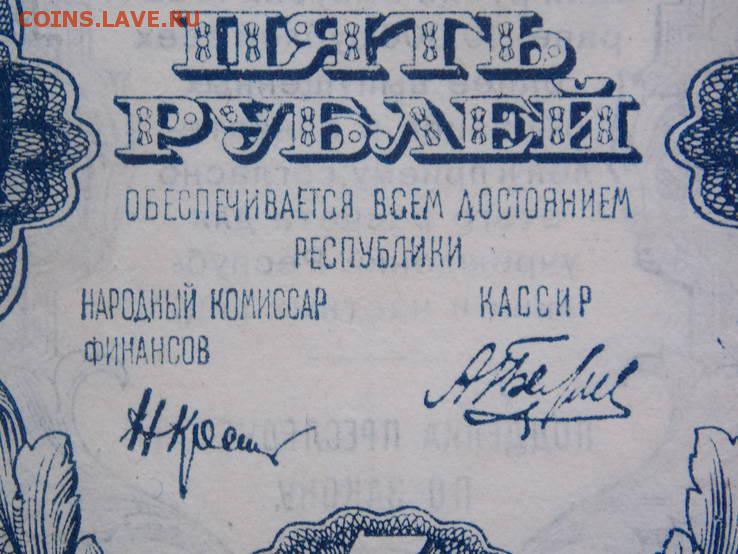 COINS.LAVE.RU
ПЯТЬ
РУБЛЕЙ
ОБЕСПЕЧИВАЕТСЯ ВСЕМ ДОСТОЯНИЕМ
РЕСПУБЛИКИ
НАРОДНЫЙ КОМИССАР
ФИНАНСОВ
КАССИР